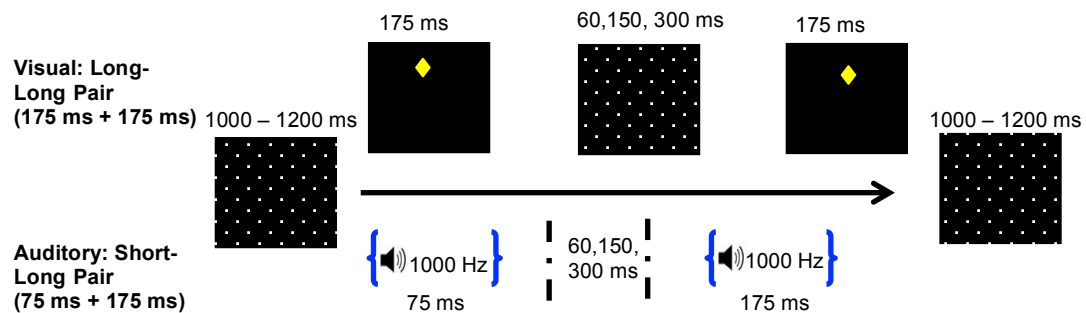 175 ms
60,150, 300 ms
175 ms
Visual: Long-
Long Pair
(175 ms + 175 ms)
1000 – 1200 ms
1000 – 1200 ms
Auditory: Short-
Long Pair
(75 ms + 175 ms)
1000 Hz
60,150,
300 ms
1000 Hz
75 ms
175 ms